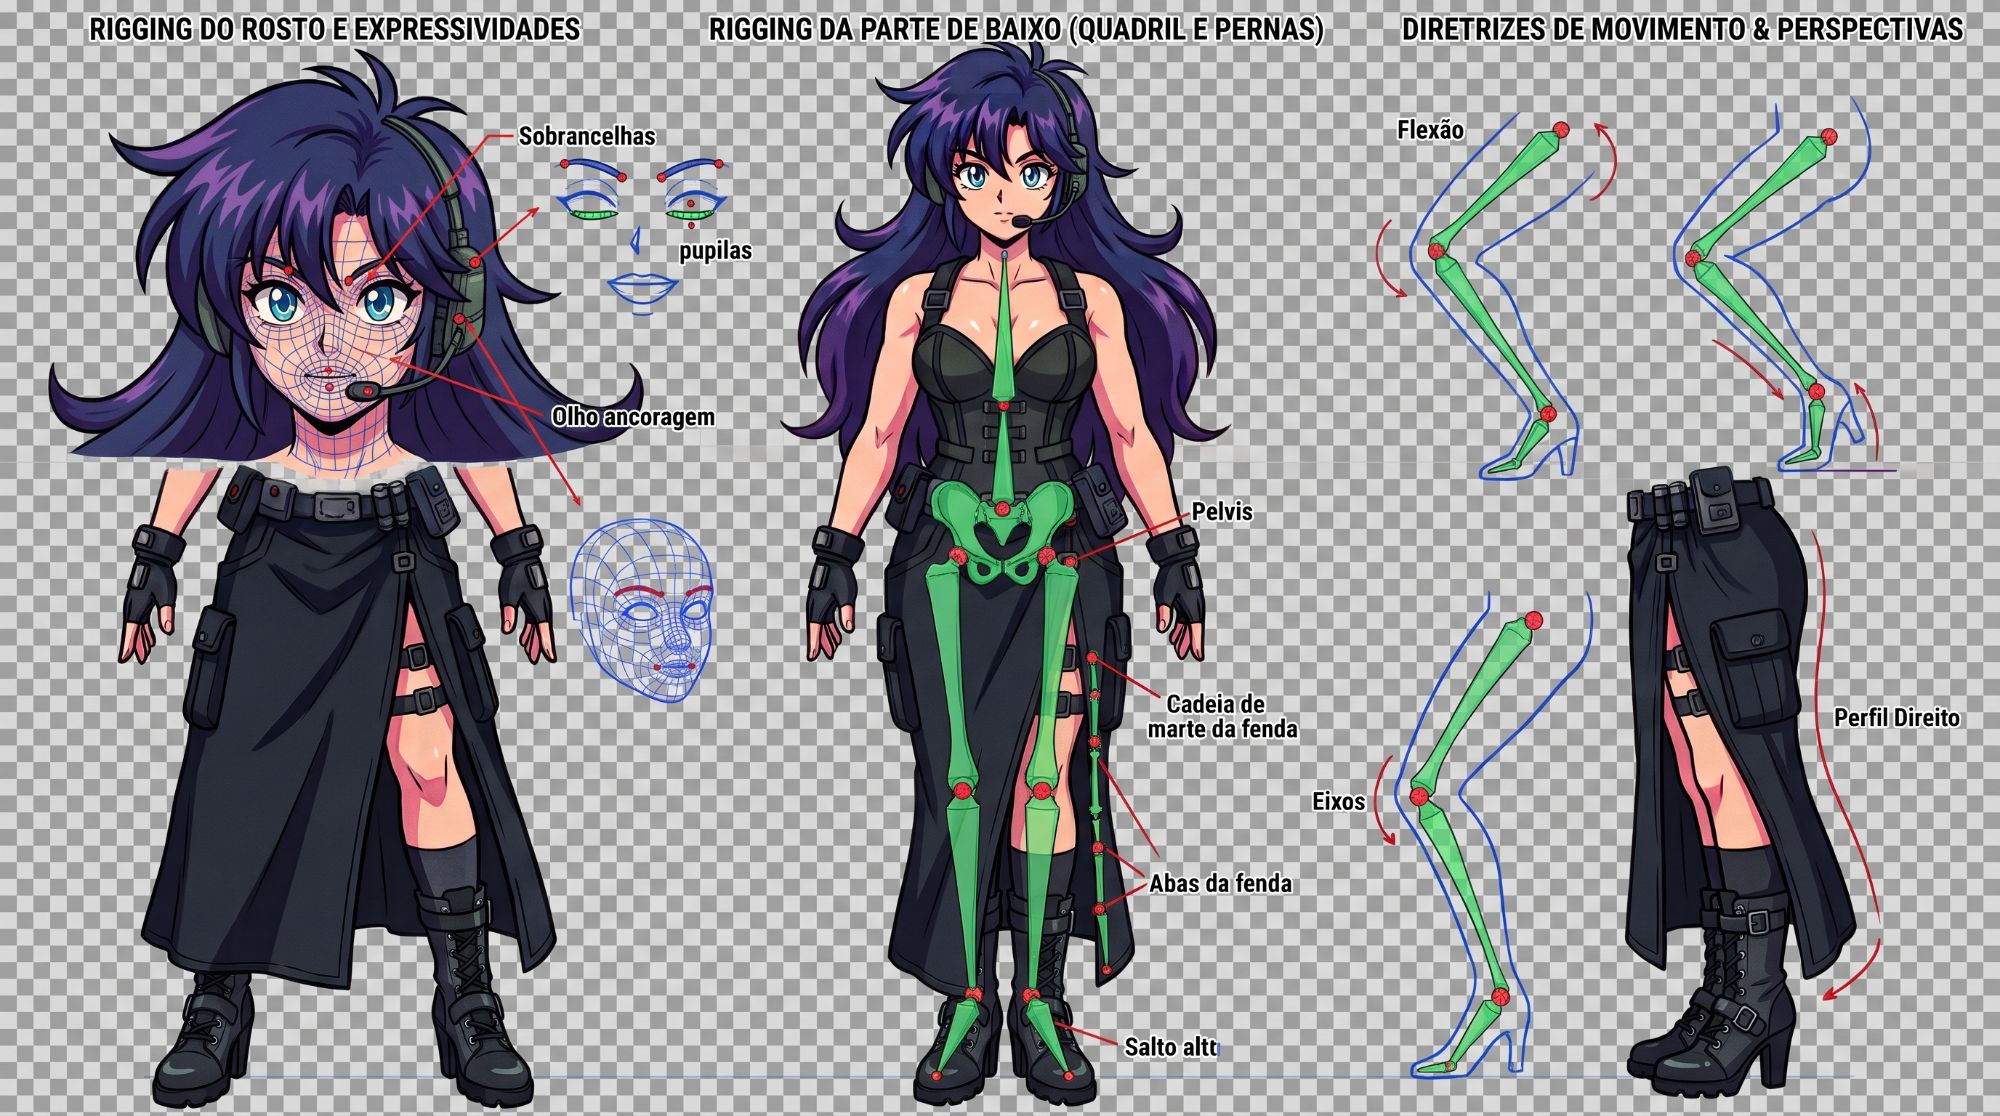 RIGGING DO ROSTO E EXPRESSIVIDADES
Sobrancelhas
pupilas
Olho ancoragem
RIGGING DA PARTE DE BAIXO (QUADRIL E PERNAS)
Pelvis
Cadeia de
marte da fenda
Abas da fenda
Salto altt
DIRETRIZES DE MOVIMENTO & PERSPECTIVAS
Flexão
Eixos
Perfil Direito